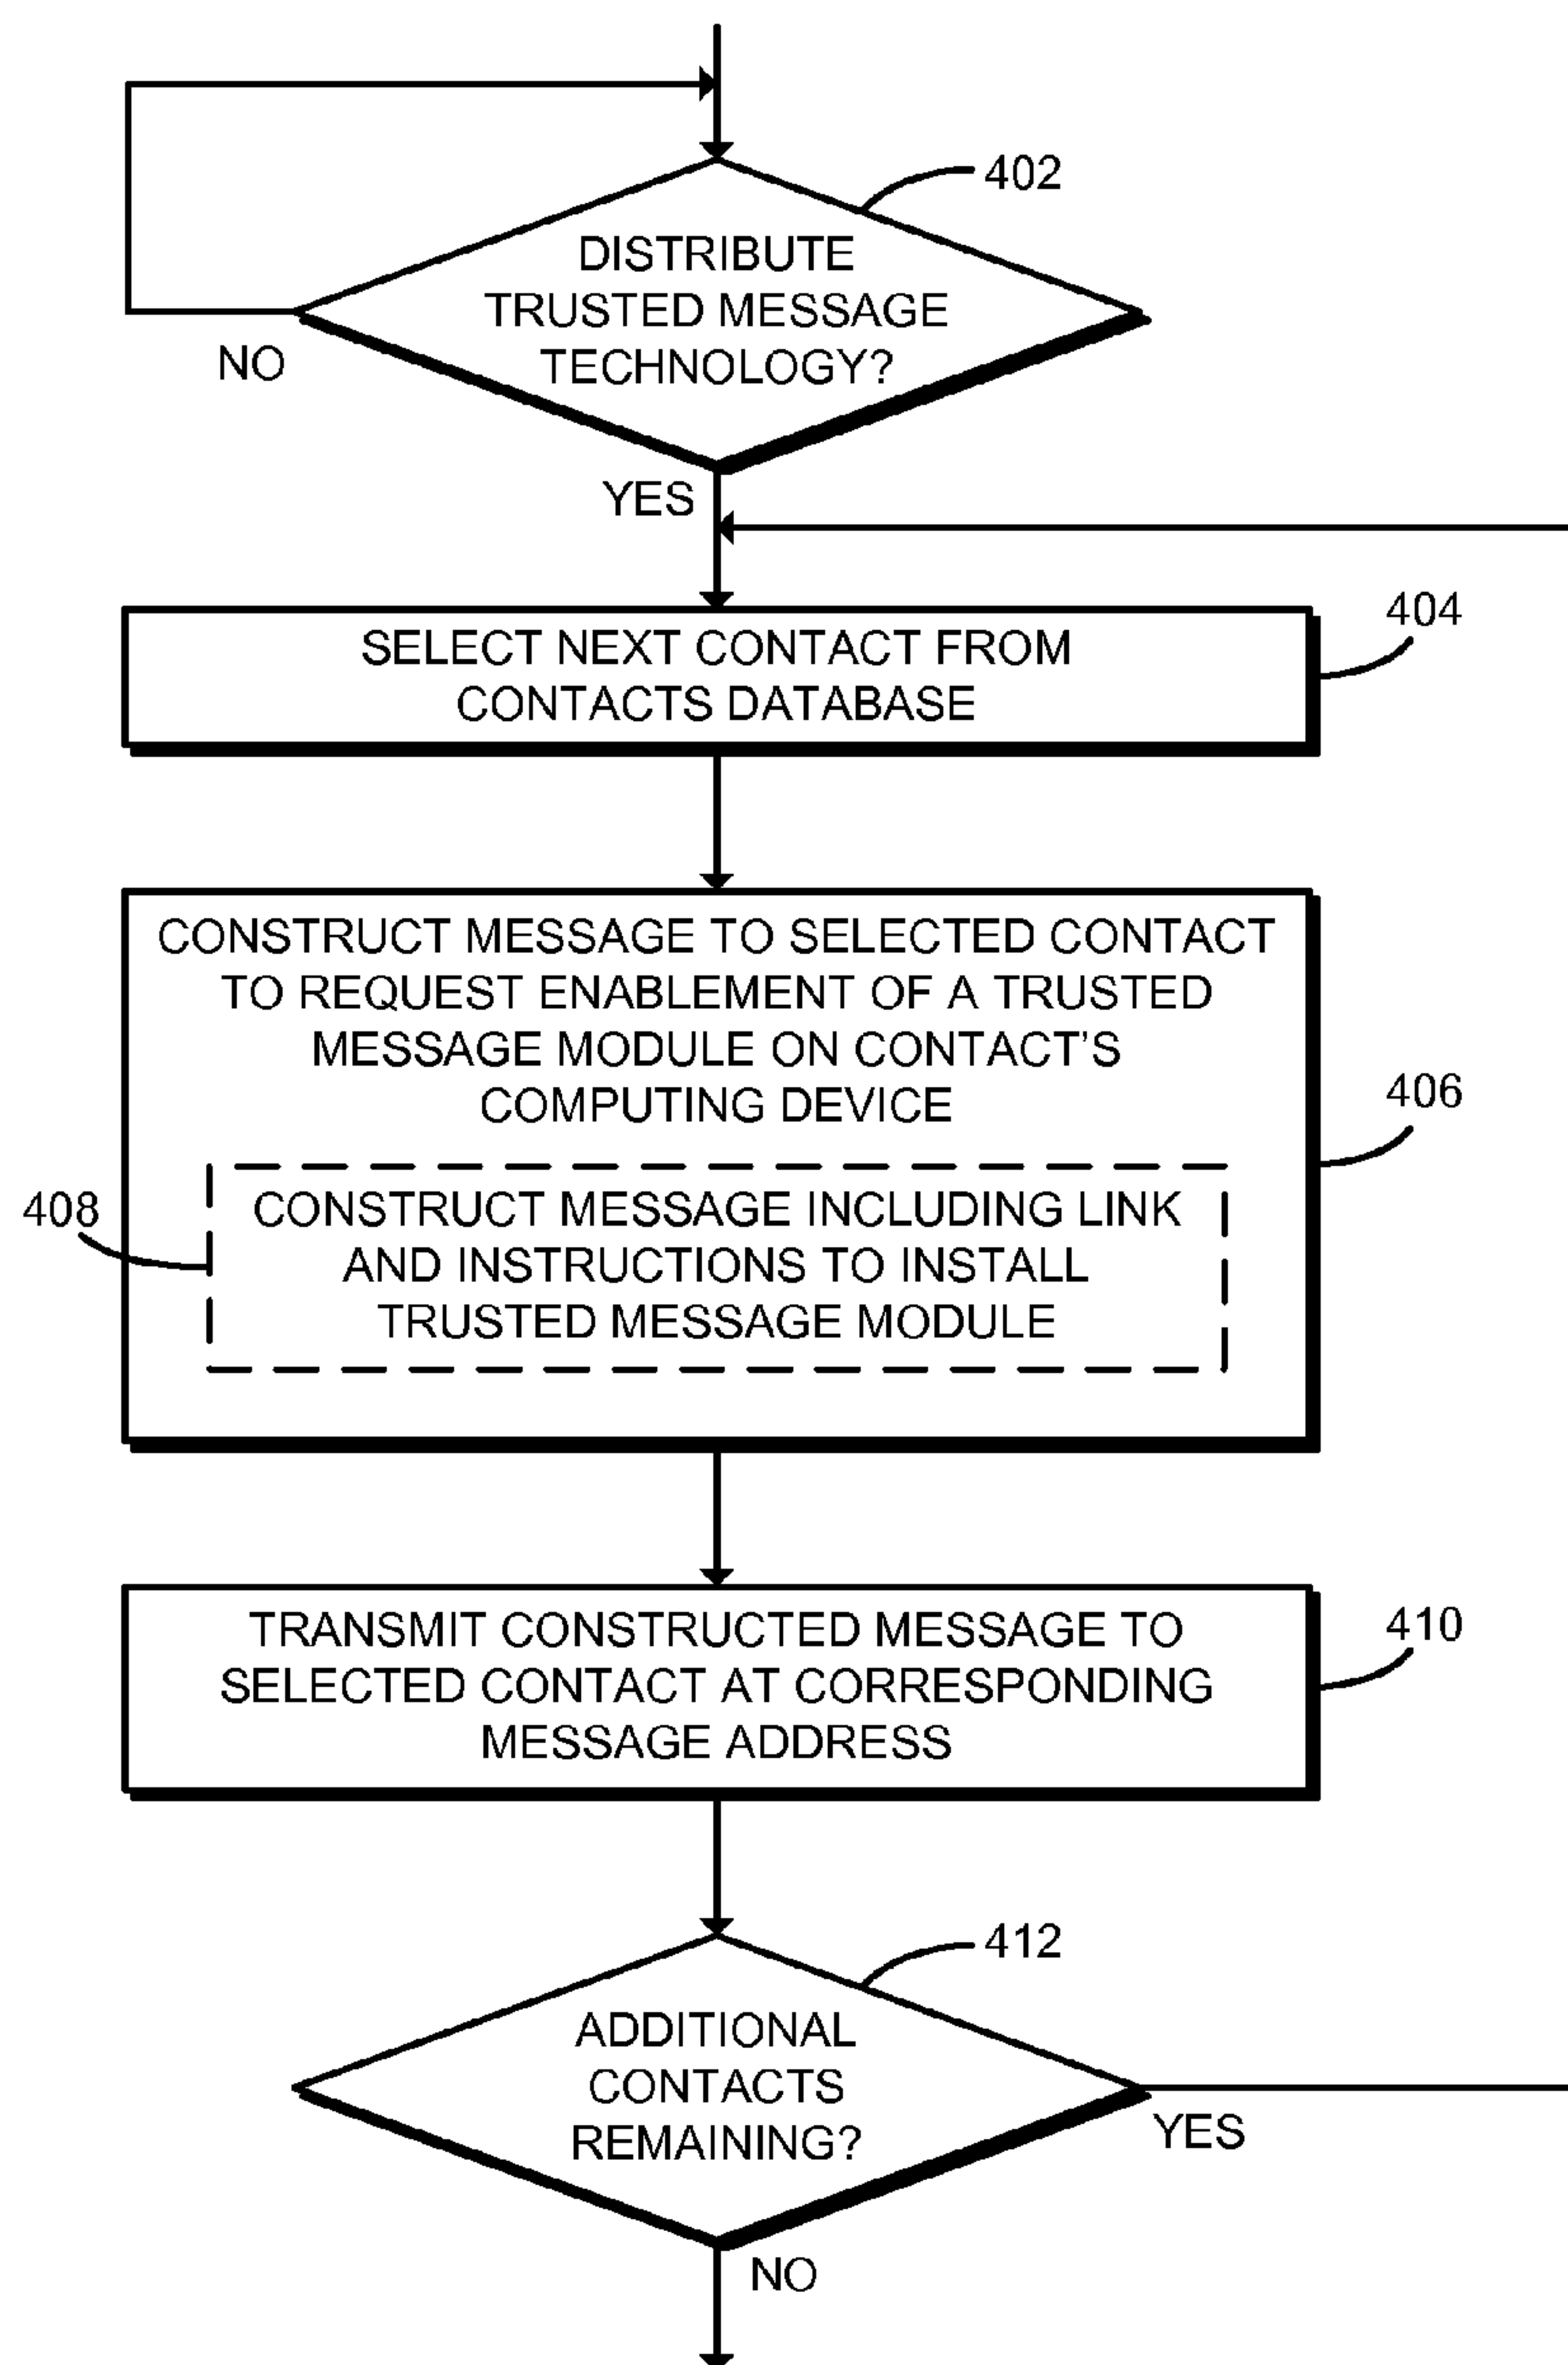 402
DISTRIBUTE
TRUSTED MESSAGE
TECHNOLOGY?
NO
YES
404
SELECT NEXT CONTACT FROM
CONTACTS DATABASE
CONSTRUCT MESSAGE TO SELECTED CONTACT
TO REQUEST ENABLEMENT OF A TRUSTED
MESSAGE MODULE ON CONTACT’S
COMPUTING DEVICE
406
408
CONSTRUCT MESSAGE INCLUDING LINK
AND INSTRUCTIONS TO INSTALL
TRUSTED MESSAGE MODULE
410
TRANSMIT CONSTRUCTED MESSAGE TO
SELECTED CONTACT AT CORRESPONDING
MESSAGE ADDRESS
412
ADDITIONAL
CONTACTS
REMAINING?
YES
NO